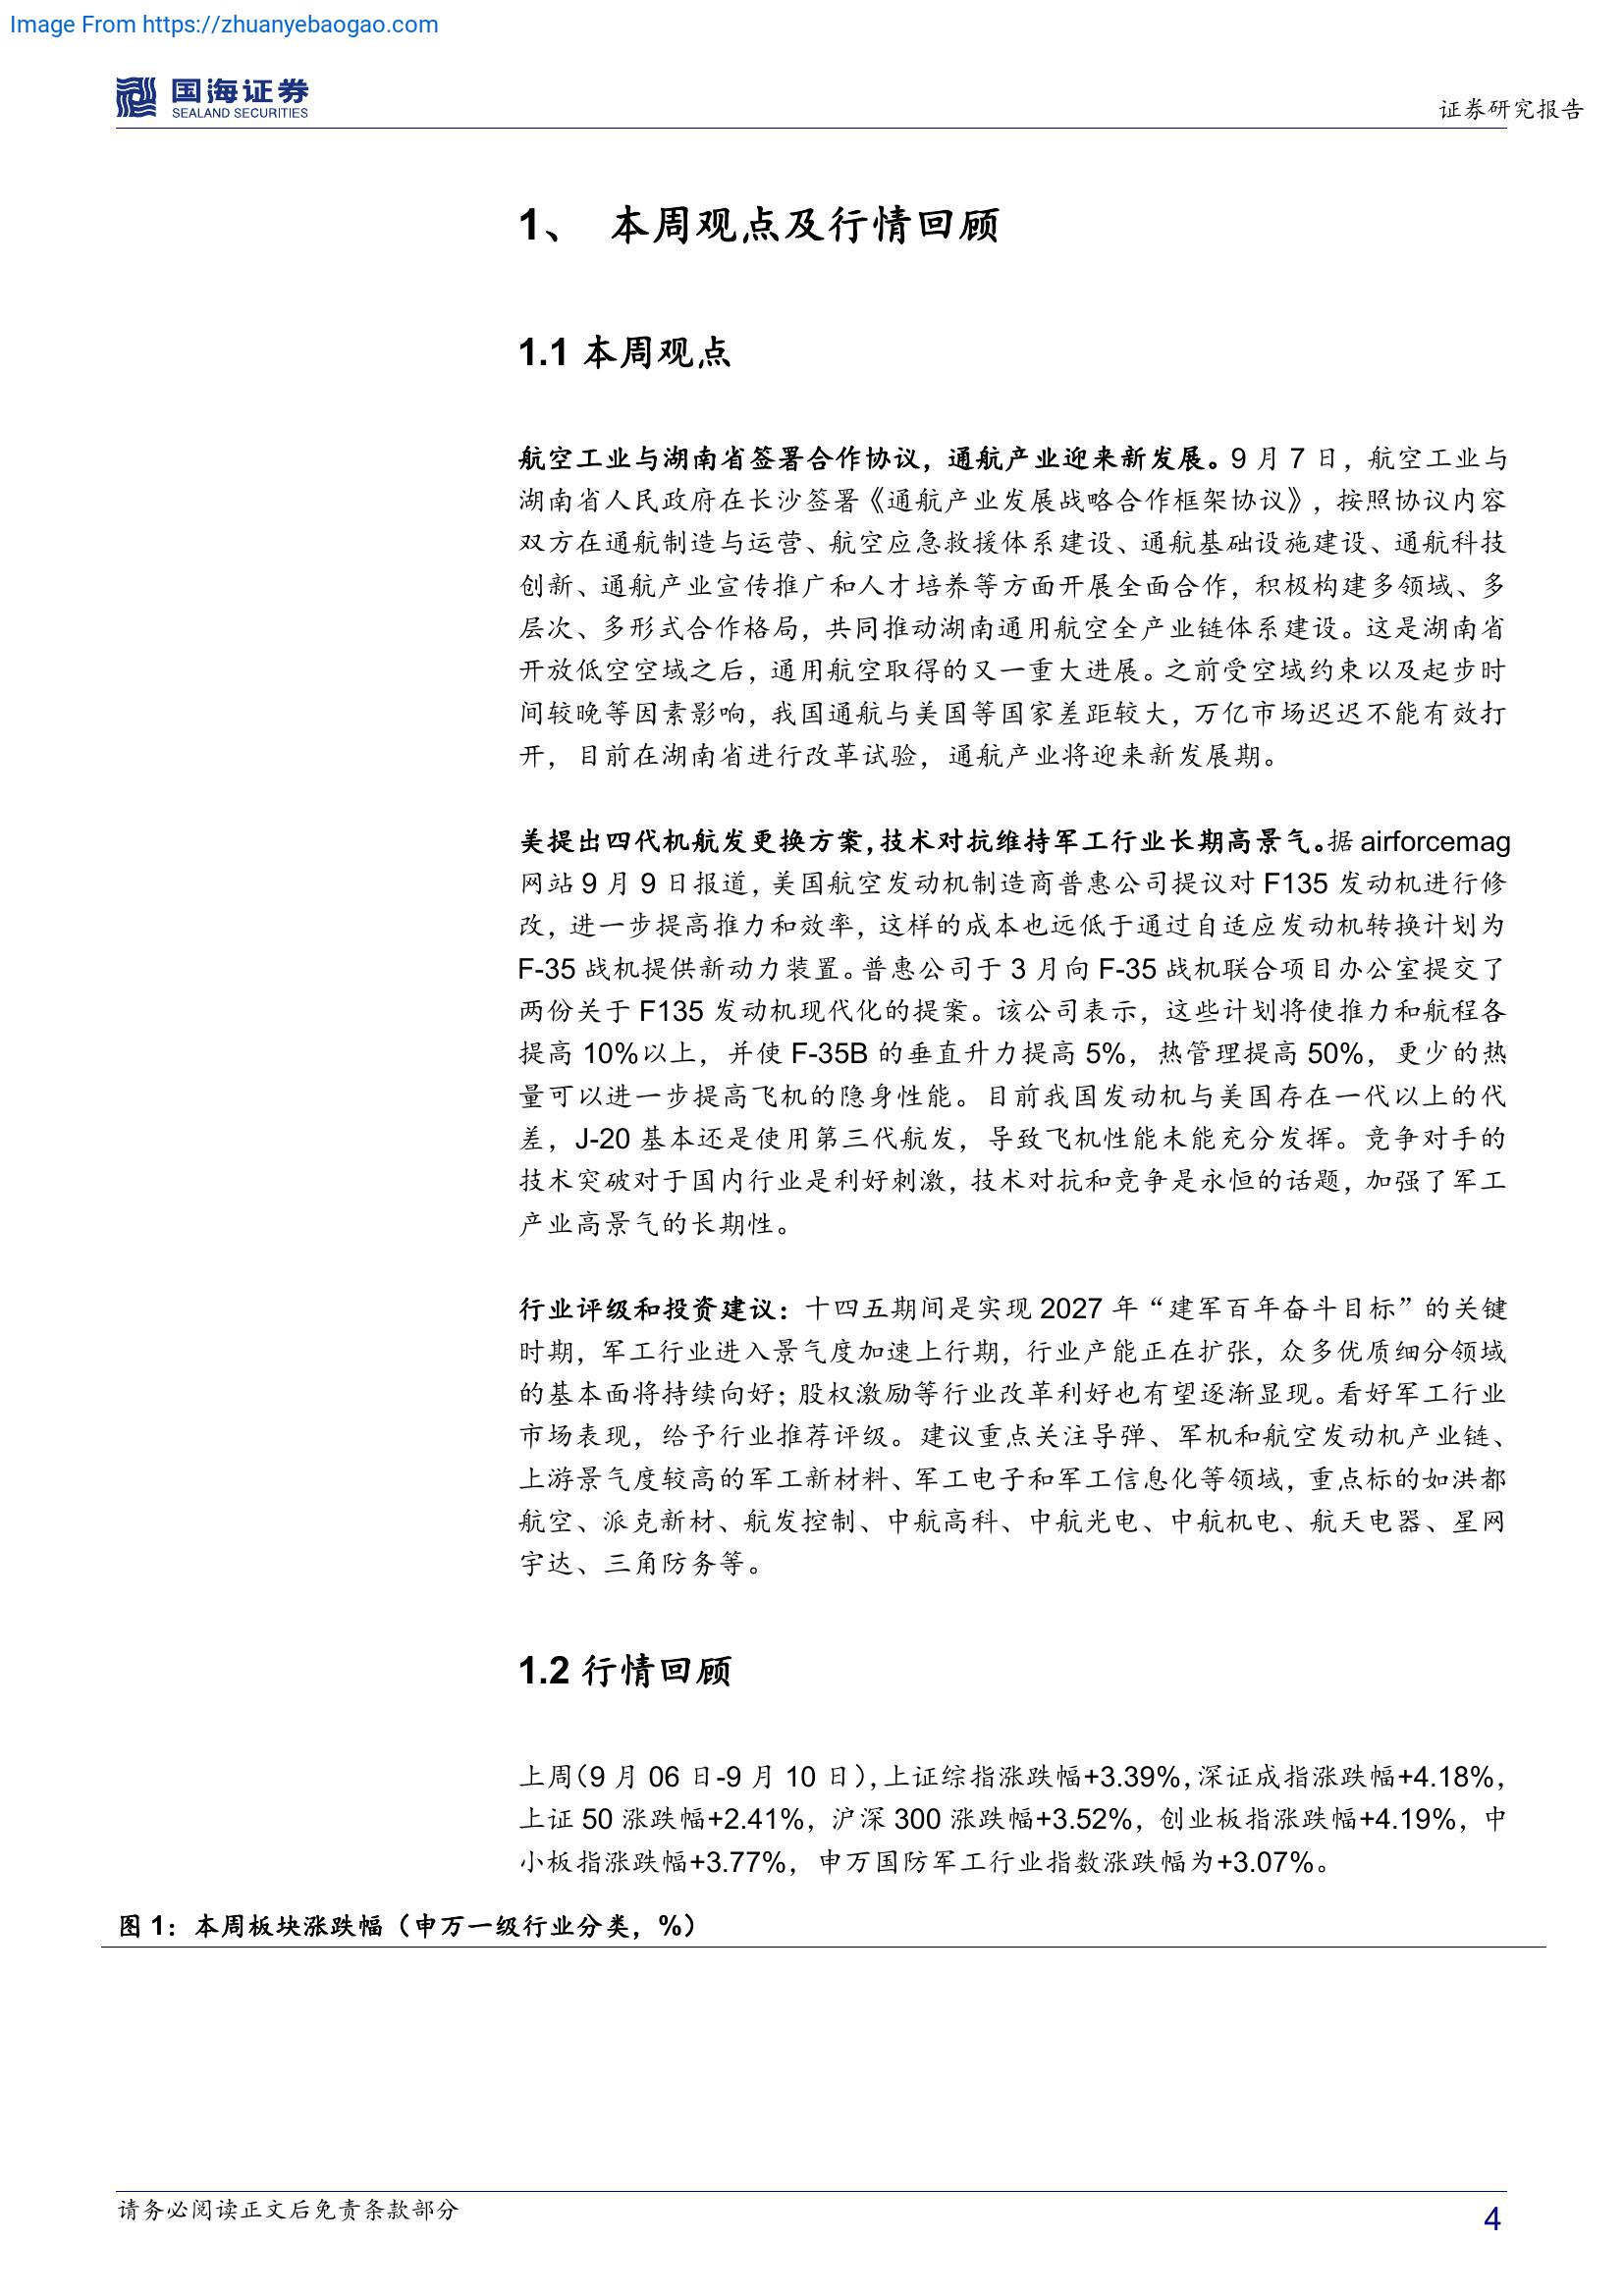 Image From https://zhuanyebaogao.com
国海证券
SEALAND SECURITIES
证券研究报告
1、 本周观点及行情回顾
1.1 本周观点
航空工业与湖南省签署合作协议，通航产业迎来新发展。9 月 7 日，航空工业与
湖南省人民政府在长沙签署《通航产业发展战略合作框架协议》，按照协议内容
双方在通航制造与运营、航空应急救援体系建设、通航基础设施建设、通航科技
创新、通航产业宣传推广和人才培养等方面开展全面合作，积极构建多领域、多
层次、多形式合作格局，共同推动湖南通用航空全产业链体系建设。这是湖南省
开放低空空域之后，通用航空取得的又一重大进展。之前受空域约束以及起步时
间较晚等因素影响，我国通航与美国等国家差距较大，万亿市场迟迟不能有效打
开，目前在湖南省进行改革试验，通航产业将迎来新发展期。
美提出四代机航发更换方案，技术对抗维持军工行业长期高景气。据 airforcemag
网站 9 月 9 日报道，美国航空发动机制造商普惠公司提议对 F135 发动机进行修
改，进一步提高推力和效率，这样的成本也远低于通过自适应发动机转换计划为
F-35 战机提供新动力装置。普惠公司于 3 月向 F-35 战机联合项目办公室提交了
两份关于 F135 发动机现代化的提案。该公司表示，这些计划将使推力和航程各
提高 10%以上，并使 F-35B 的垂直升力提高 5%，热管理提高 50%，更少的热
量可以进一步提高飞机的隐身性能。目前我国发动机与美国存在一代以上的代
差，J-20 基本还是使用第三代航发，导致飞机性能未能充分发挥。竞争对手的
技术突破对于国内行业是利好刺激，技术对抗和竞争是永恒的话题，加强了军工
产业高景气的长期性。
行业评级和投资建议：十四五期间是实现 2027 年“建军百年奋斗目标”的关键
时期，军工行业进入景气度加速上行期，行业产能正在扩张，众多优质细分领域
的基本面将持续向好；股权激励等行业改革利好也有望逐渐显现。看好军工行业
市场表现，给予行业推荐评级。建议重点关注导弹、军机和航空发动机产业链、
上游景气度较高的军工新材料、军工电子和军工信息化等领域，重点标的如洪都
航空、派克新材、航发控制、中航高科、中航光电、中航机电、航天电器、星网
宇达、三角防务等。
1.2 行情回顾
上周（9 月 06 日-9 月 10 日），上证综指涨跌幅+3.39%，深证成指涨跌幅+4.18%，
上证 50 涨跌幅+2.41%，沪深 300 涨跌幅+3.52%，创业板指涨跌幅+4.19%，中
小板指涨跌幅+3.77%，申万国防军工行业指数涨跌幅为+3.07%。
图 1：本周板块涨跌幅（申万一级行业分类，%）
请务必阅读正文后免责条款部分
4